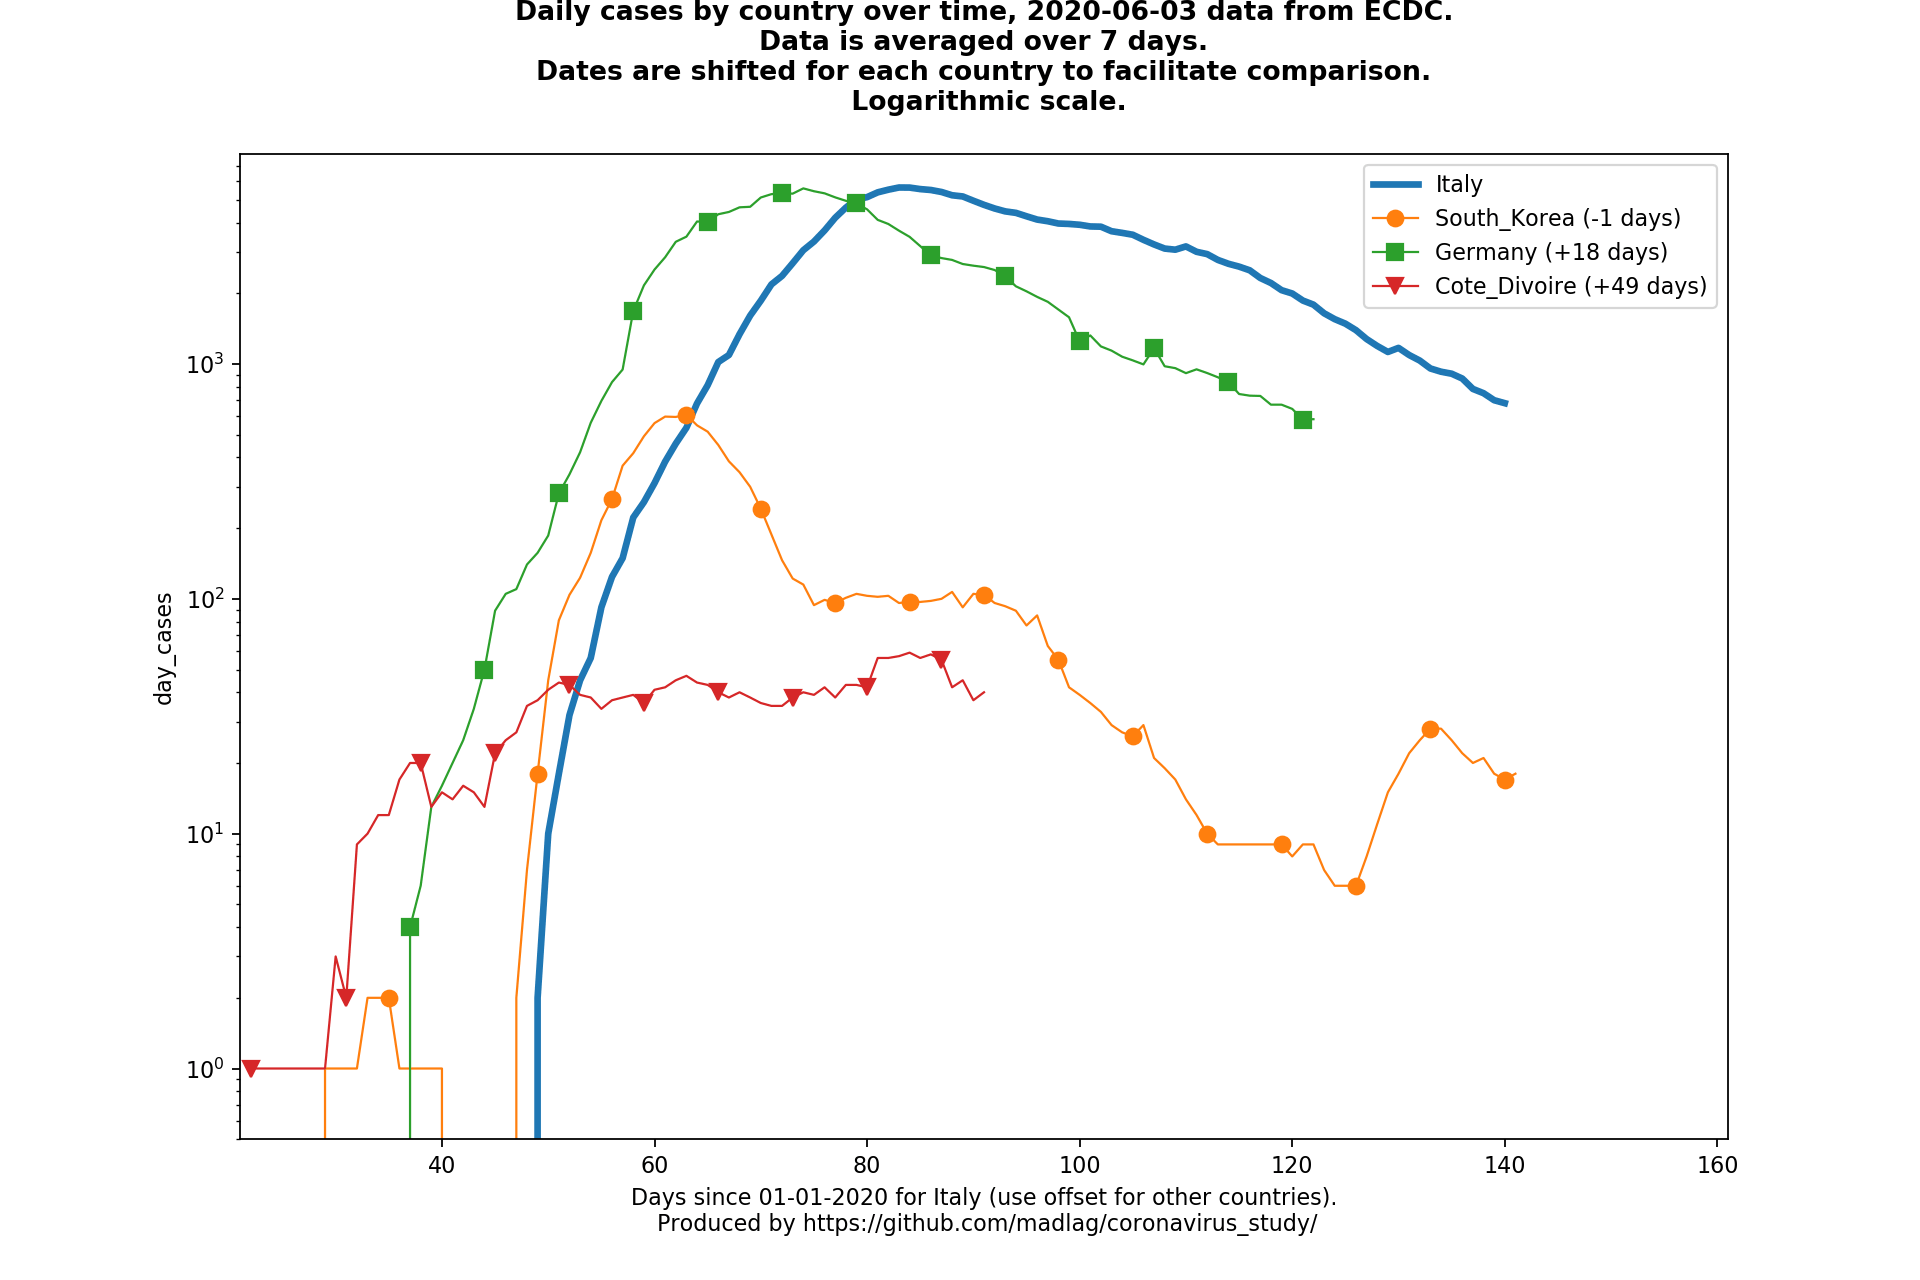 Daily cases by country over time, 2020-06-03 data from ECDC.
Data is averaged over 7 days.
Dates are shifted for each country to facilitate comparison.
Logarithmic scale.
Italy
South_Korea (-1 days)
Germany (+18 days)
Cote_Divoire (+49 days)
10³
10²
10¹
10⁰
day_cases
40 60 80 100 120 140 160
Days since 01-01-2020 for Italy (use offset for other countries).
Produced by https://github.com/madlag/coronavirus_study/